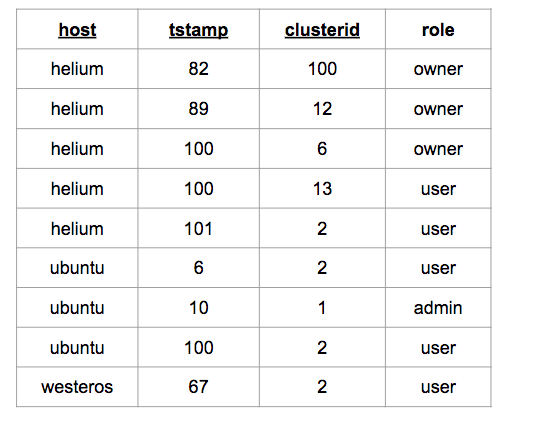 host tstamp clusterid role
helium 82 100 owner
helium 89 12 owner
helium 100 6 owner
helium 100 13 user
helium 101 2 user
ubuntu 6 2 user
ubuntu 10 1 admin
ubuntu 100 2 user
westeros 67 2 user